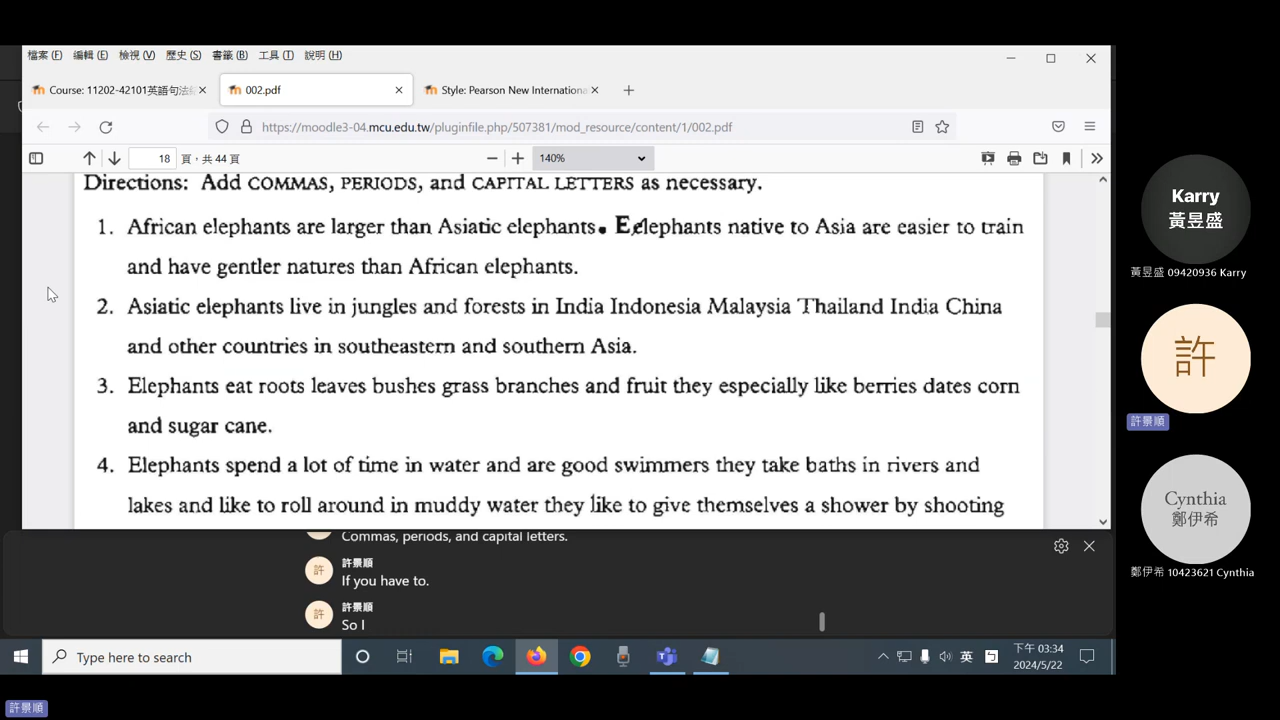 檔案(F) 編輯(E) 檢視(V) 歷史(S) 書籤(B) 工具(T) 說明(H)
Course: 11202-42101英語句法
002.pdf
Style: Pearson New Internationa
https://moodle3-04.mcu.edu.tw/pluginfile.php/507381/mod_resource/content/1/002.pdf
18 頁，共 44 頁
140%
Directions: Add COMMAS, PERIODS, and CAPITAL LETTERS as necessary.
1. African elephants are larger than Asiatic elephants. Eelephants native to Asia are easier to train
and have gentler natures than African elephants.
2. Asiatic elephants live in jungles and forests in India Indonesia Malaysia Thailand India China
and other countries in southeastern and southern Asia.
3. Elephants eat roots leaves bushes grass branches and fruit they especially like berries dates corn
and sugar cane.
4. Elephants spend a lot of time in water and are good swimmers they take baths in rivers and
lakes and like to roll around in muddy water they like to give themselves a shower by shooting
Commas, periods, and capital letters.
許 許景順
If you have to.
許 許景順
So I
Karry
黃昱盛
黃昱盛 09420936 Karry
許
許景順
Cynthia
鄭伊希
鄭伊希 10423621 Cynthia
Type here to search
英
下午 03:34
2024/5/22
許景順